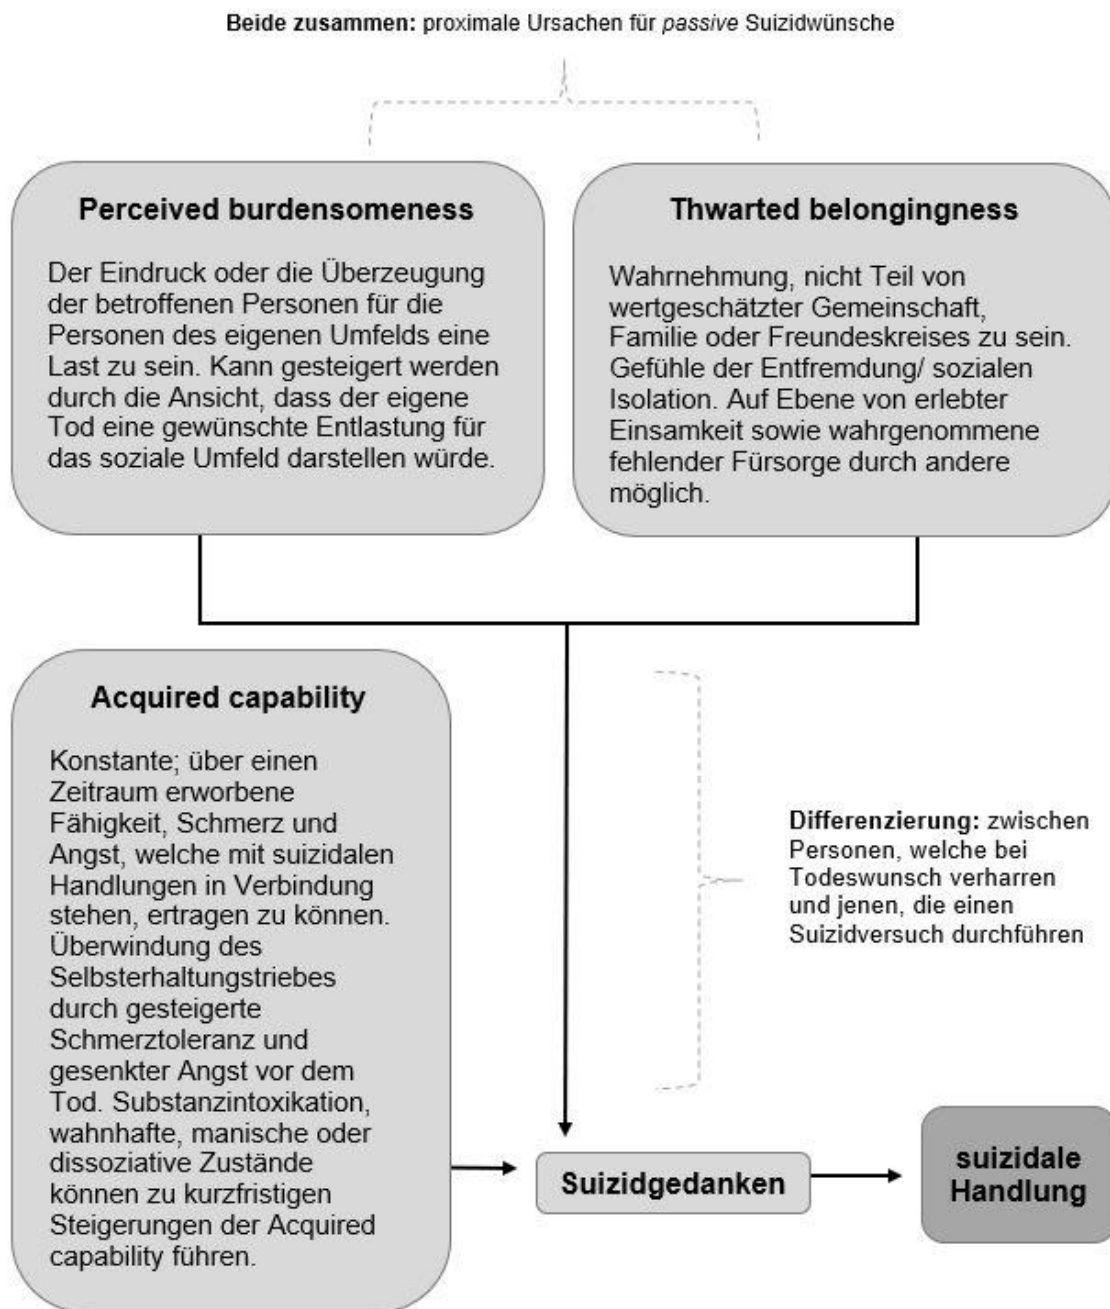 Beide zusammen: proximale Ursachen für passive Suizidwünsche
Perceived burdensomeness
Der Eindruck oder die Überzeugung
der betroffenen Personen für die
Personen des eigenen Umfelds eine
Last zu sein. Kann gesteigert werden
durch die Ansicht, dass der eigene
Tod eine gewünschte Entlastung für
das soziale Umfeld darstellen würde.
Thwarted belongingness
Wahrnehmung, nicht Teil von
wertgeschätzter Gemeinschaft,
Familie oder Freundeskreises zu sein.
Gefühle der Entfremdung/ sozialen
Isolation. Auf Ebene von erlebter
Einsamkeit sowie wahrgenommene
fehlender Fürsorge durch andere
möglich.
Acquired capability
Konstante; über einen
Zeitraum erworbene
Fähigkeit, Schmerz und
Angst, welche mit suizidalen
Handlungen in Verbindung
stehen, ertragen zu können.
Überwindung des
Selbsterhaltungstriebes
durch gesteigerte
Schmerztoleranz und
gesenkter Angst vor dem
Tod. Substanzintoxikation,
wahnhafte, manische oder
dissoziative Zustände
können zu kurzfristigen
Steigerungen der Acquired
capability führen.
Differenzierung: zwischen
Personen, welche bei
Todeswunsch verharren
und jenen, die einen
Suizidversuch durchführen
Suizidgedanken
suizidale
Handlung